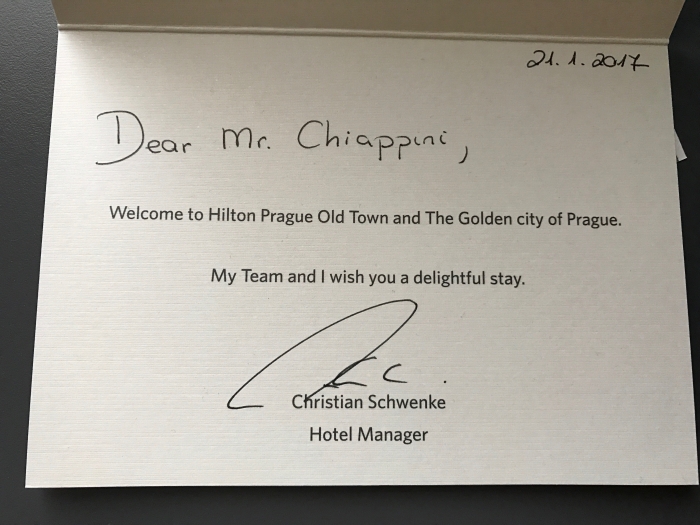 21.1.2017
Dear Mr. Chiappini,
Welcome to Hilton Prague Old Town and The Golden city of Prague.
My Team and I wish you a delightful stay.
Christian Schwenke
Hotel Manager